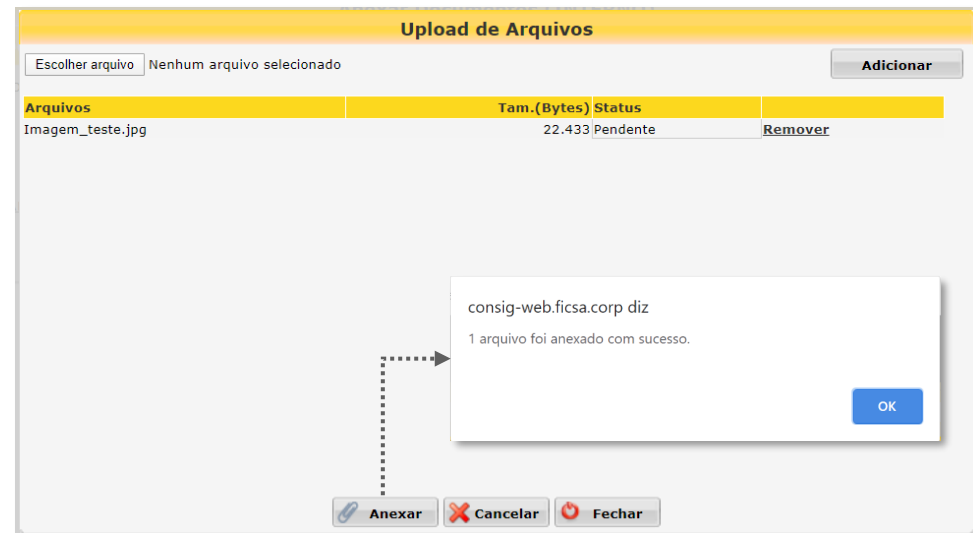 Upload de Arquivos
Escolher arquivo Nenhum arquivo selecionado Adicionar
Arquivos Tam.(Bytes) Status
Imagem_teste.jpg 22.433 Pendente Remover
consig-web.ficsa.corp diz
1 arquivo foi anexado com sucesso.
OK
Anexar Cancelar Fechar